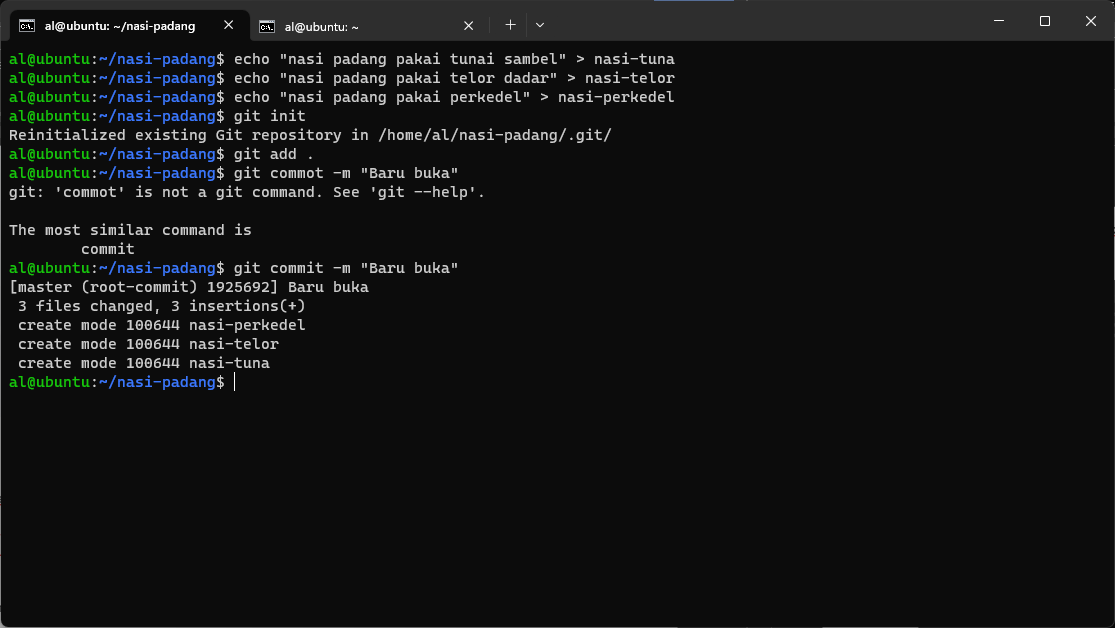 al@ubuntu: ~/nasi-padang
al@ubuntu: ~
al@ubuntu:~/nasi-padang$ echo "nasi padang pakai tunai sambel" > nasi-tuna
al@ubuntu:~/nasi-padang$ echo "nasi padang pakai telor dadar" > nasi-telor
al@ubuntu:~/nasi-padang$ echo "nasi padang pakai perkedel" > nasi-perkedel
al@ubuntu:~/nasi-padang$ git init
Reinitialized existing Git repository in /home/al/nasi-padang/.git/
al@ubuntu:~/nasi-padang$ git add .
al@ubuntu:~/nasi-padang$ git commot -m "Baru buka"
git: 'commot' is not a git command. See 'git --help'.

The most similar command is
        commit
al@ubuntu:~/nasi-padang$ git commit -m "Baru buka"
[master (root-commit) 1925692] Baru buka
 3 files changed, 3 insertions(+)
 create mode 100644 nasi-perkedel
 create mode 100644 nasi-telor
 create mode 100644 nasi-tuna
al@ubuntu:~/nasi-padang$